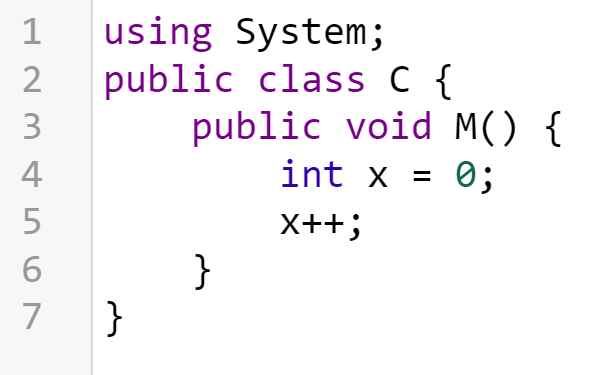 1 using System;
2 public class C {
3     public void M() {
4         int x = 0;
5         x++;
6     }
7 }